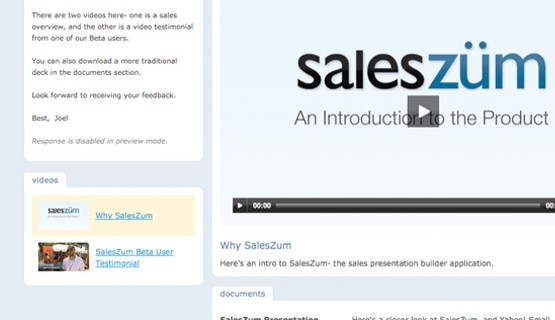 There are two videos here- one is a sales
overview, and the other is a video testimonial
from one of our Beta users.
You can also download a more traditional
deck in the documents section.
Look forward to receiving your feedback.
Best, Joel
Response is disabled in preview mode.
videos
saleszüm
Why SalesZum
SalesZum Beta User
Testimonial
saleszüm
An Introduction to the Product
00:00
00:
Why SalesZum
Here's an intro to SalesZum- the sales presentation builder application.
documents
SalesZum Presentation
Here's a closer look at SalesZum, and Yahoo! Small